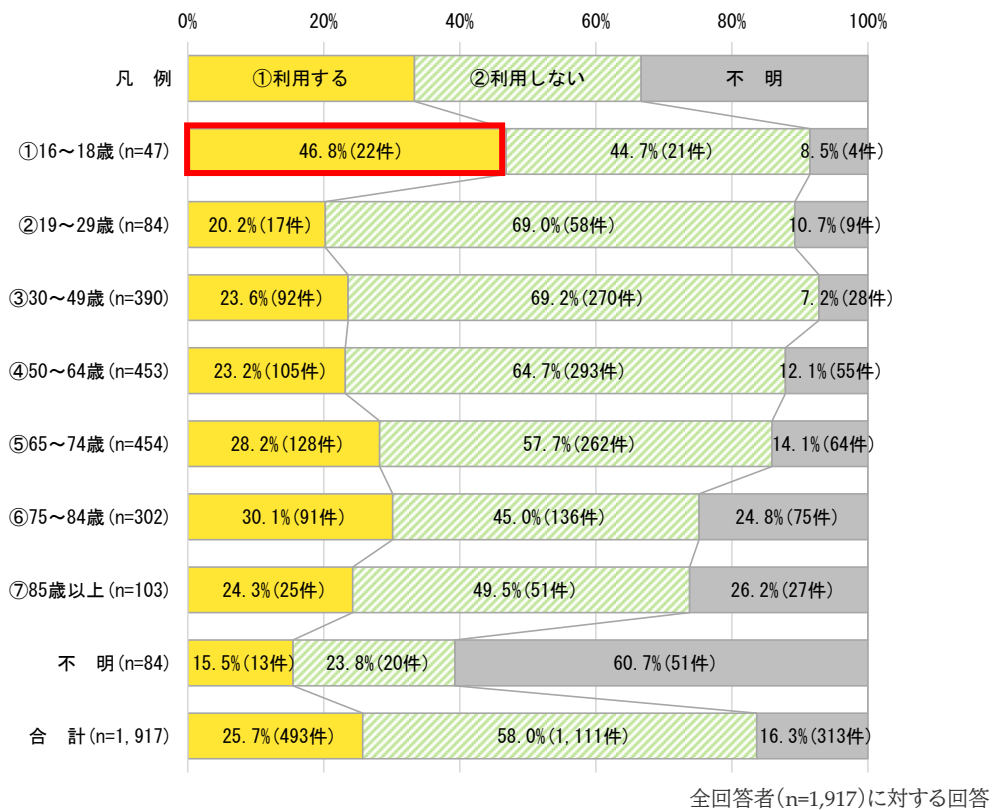 0% 20% 40% 60% 80% 100%
凡 例 ①利用する ②利用しない 不 明
①16～18歳(n=47) 46.8%(22件) 44.7%(21件) 8.5%(4件)
②19～29歳(n=84) 20.2%(17件) 69.0%(58件) 10.7%(9件)
③30～49歳(n=390) 23.6%(92件) 69.2%(270件) 7.2%(28件)
④50～64歳(n=453) 23.2%(105件) 64.7%(293件) 12.1%(55件)
⑤65～74歳(n=454) 28.2%(128件) 57.7%(262件) 14.1%(64件)
⑥75～84歳(n=302) 30.1%(91件) 45.0%(136件) 24.8%(75件)
⑦85歳以上(n=103) 24.3%(25件) 49.5%(51件) 26.2%(27件)
不 明(n=84) 15.5%(13件) 23.8%(20件) 60.7%(51件)
合 計(n=1,917) 25.7%(493件) 58.0%(1,111件) 16.3%(313件)
全回答者(n=1,917)に対する回答